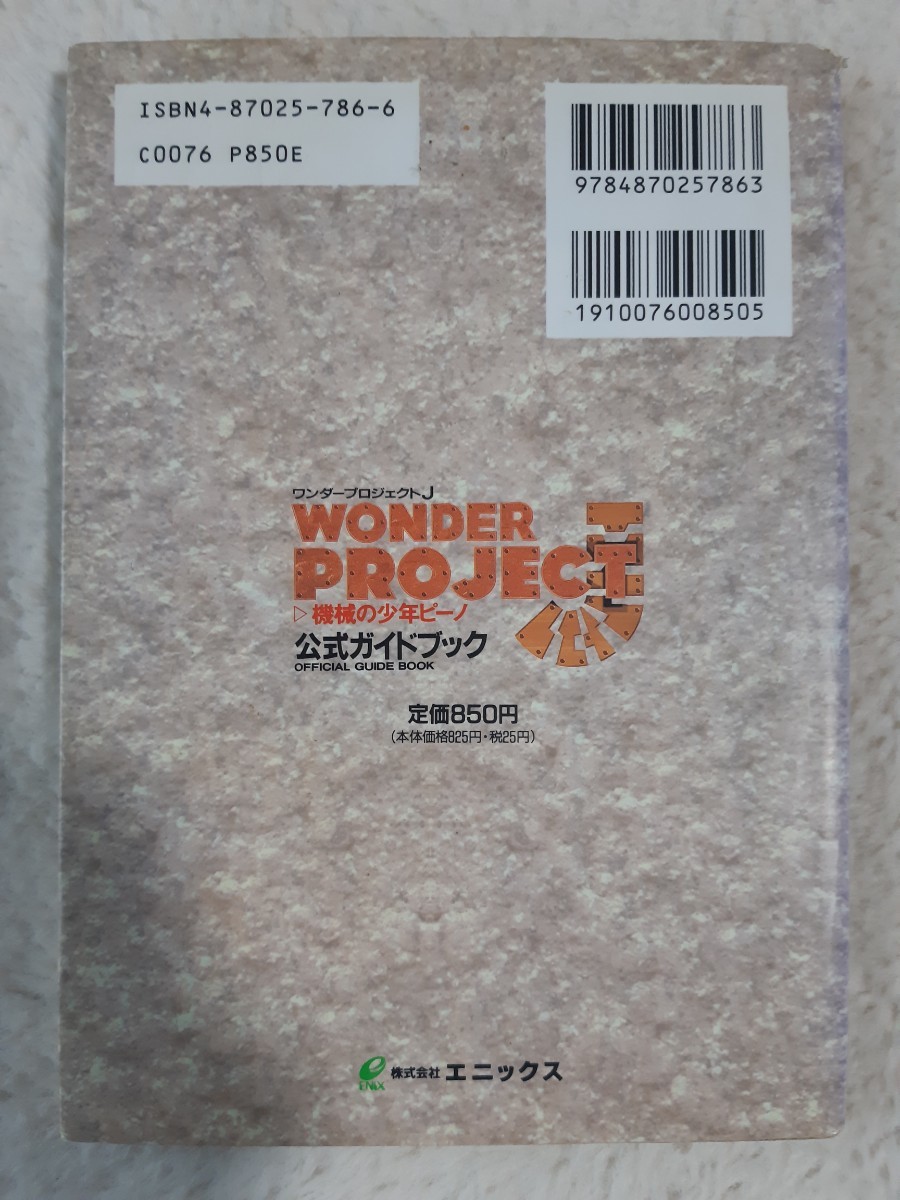 ISBN4-87025-786-6
C0076 P850E
9784870257863
1910076008505
ワンダープロジェクトJ
WONDER
PROJECT J
▷機械の少年ピーノ
公式ガイドブック
OFFICIAL GUIDE BOOK
定価850円
(本体価格825円・税25円)
ENIX 株式会社 エニックス